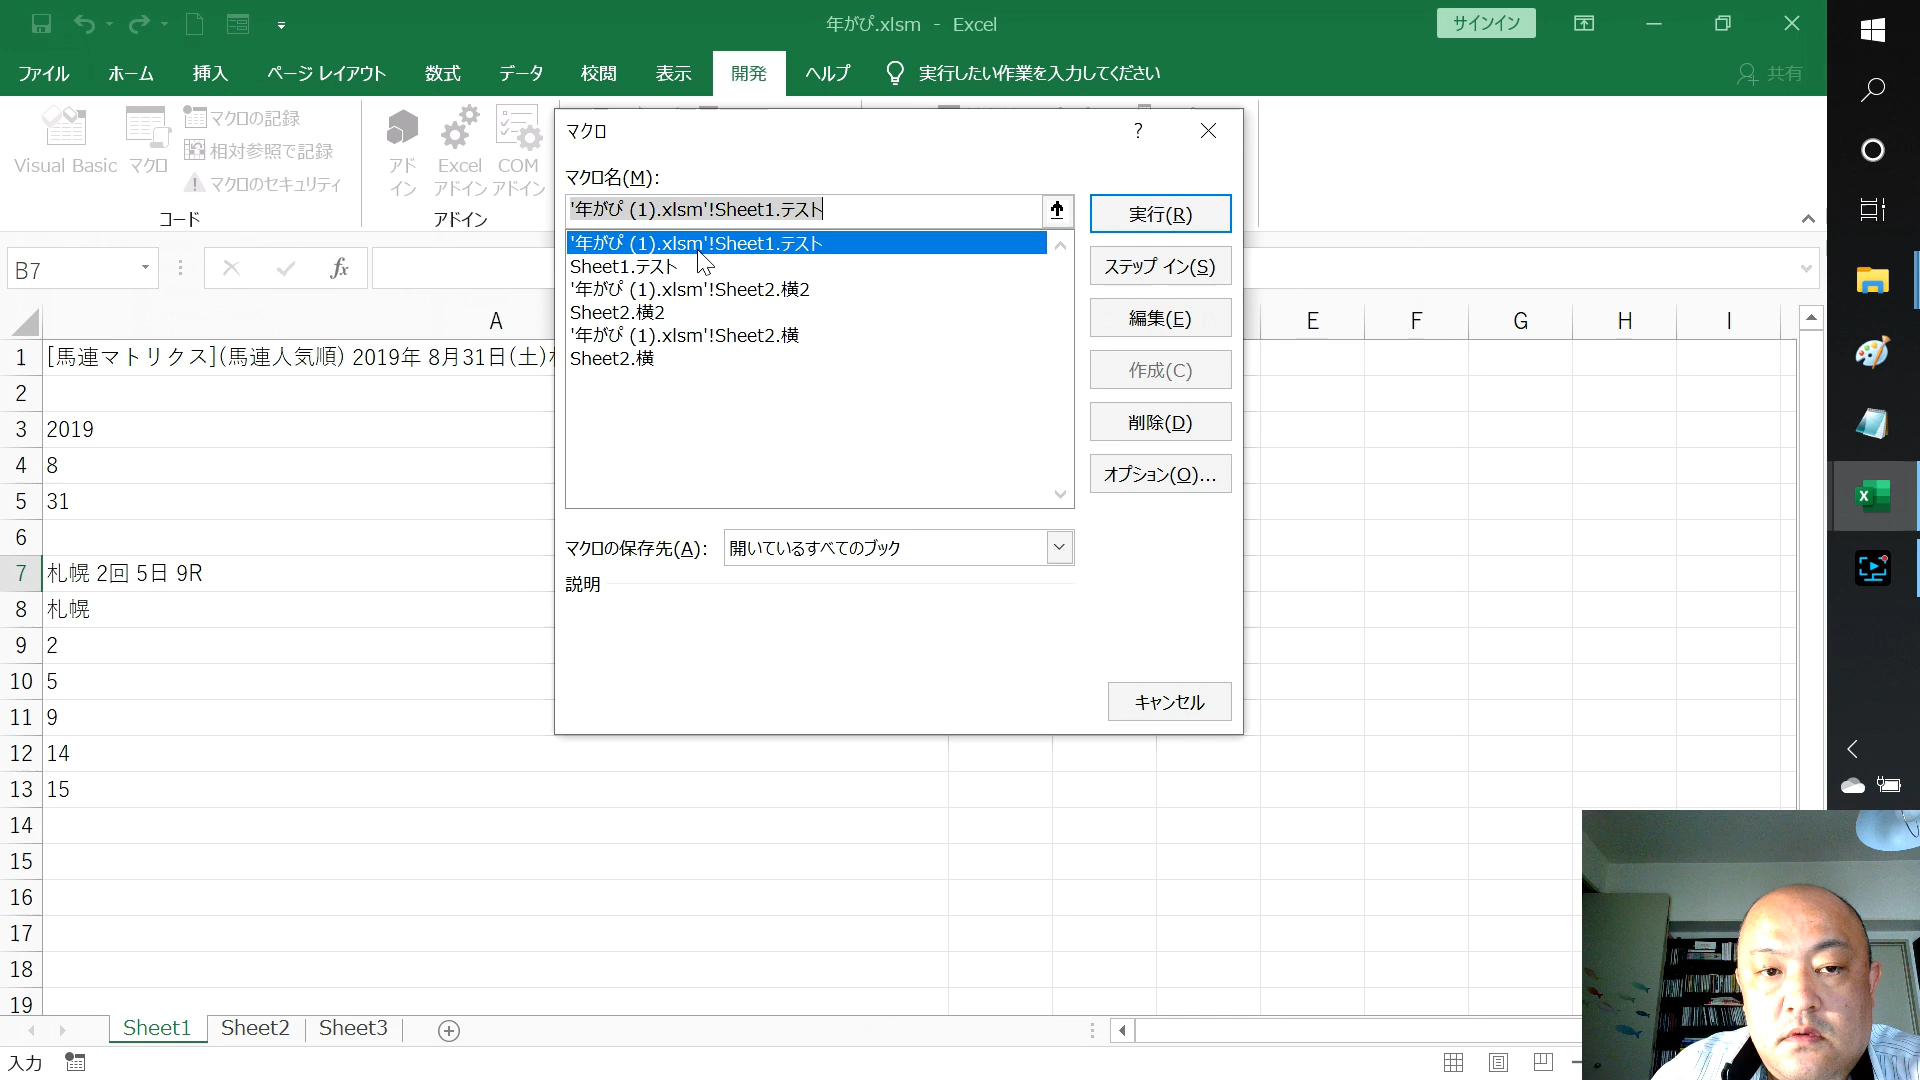 年がぴ.xlsm - Excel
サインイン
ファイル ホーム 挿入 ページ レイアウト 数式 データ 校閲 表示 開発 ヘルプ 実行したい作業を入力してください 共有
Visual Basic
マクロ
マクロの記録
相対参照で記録
マクロのセキュリティ
コード
アド
イン
Excel
アドイン
COM
アドイン
アドイン
マクロ
?
マクロ名(M):
'年がぴ (1).xlsm'!Sheet1.テスト
'年がぴ (1).xlsm'!Sheet1.テスト
Sheet1.テスト
'年がぴ (1).xlsm'!Sheet2.横2
Sheet2.横2
'年がぴ (1).xlsm'!Sheet2.横
Sheet2.横
実行(R)
ステップ イン(S)
編集(E)
作成(C)
削除(D)
オプション(O)...
マクロの保存先(A):
開いているすべてのブック
説明
キャンセル
B7
fx
A E F G H I
1 [馬連マトリクス](馬連人気順) 2019年 8月31日(土)
2
3 2019
4 8
5 31
6
7 札幌 2回 5日 9R
8 札幌
9 2
10 5
11 9
12 14
13 15
14
15
16
17
18
19
Sheet1 Sheet2 Sheet3
入力